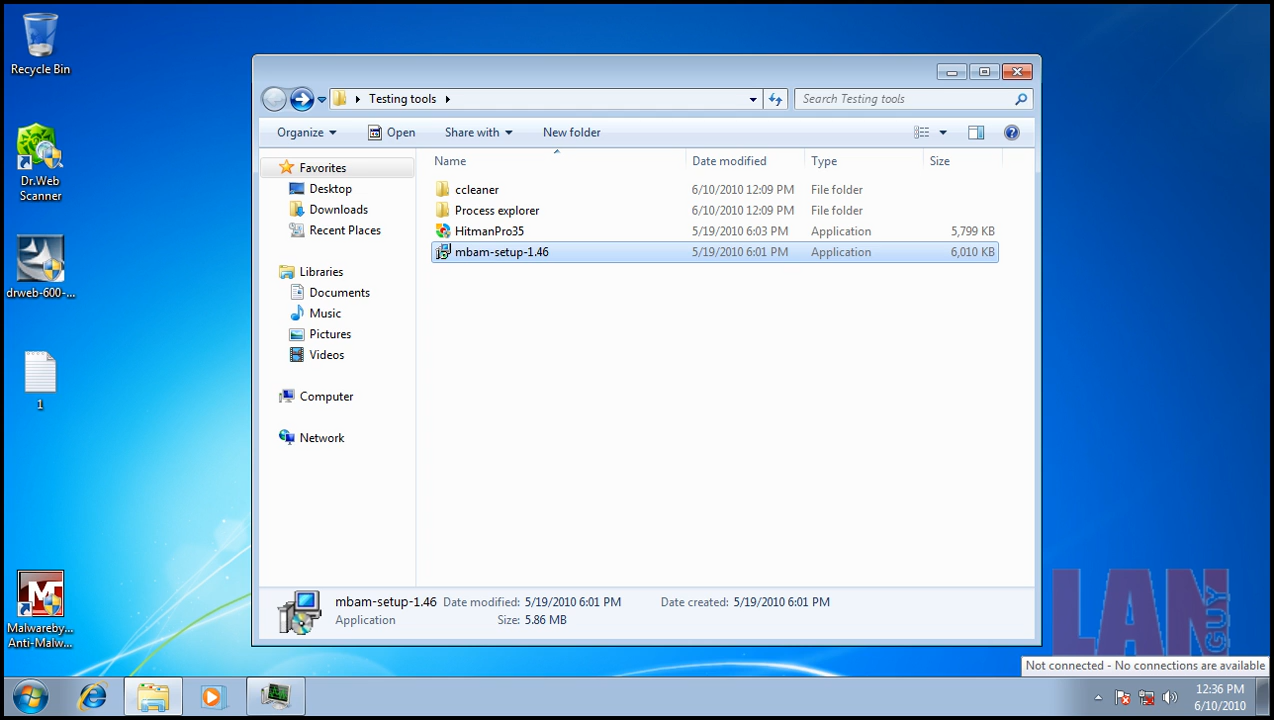 Recycle Bin
Dr.Web
Scanner
drweb-600-...
1
Malwareby...
Anti-Malw...
Testing tools
Search Testing tools
Organize
Open
Share with
New folder
Name
Date modified
Type
Size
Favorites
Desktop
Downloads
Recent Places
Libraries
Documents
Music
Pictures
Videos
Computer
Network
ccleaner 6/10/2010 12:09 PM File folder
Process explorer 6/10/2010 12:09 PM File folder
HitmanPro35 5/19/2010 6:03 PM Application 5,799 KB
mbam-setup-1.46 5/19/2010 6:01 PM Application 6,010 KB
mbam-setup-1.46 Date modified: 5/19/2010 6:01 PM Date created: 5/19/2010 6:01 PM
Application Size: 5.86 MB
LAN
GUY
Not connected - No connections are available
12:36 PM
6/10/2010